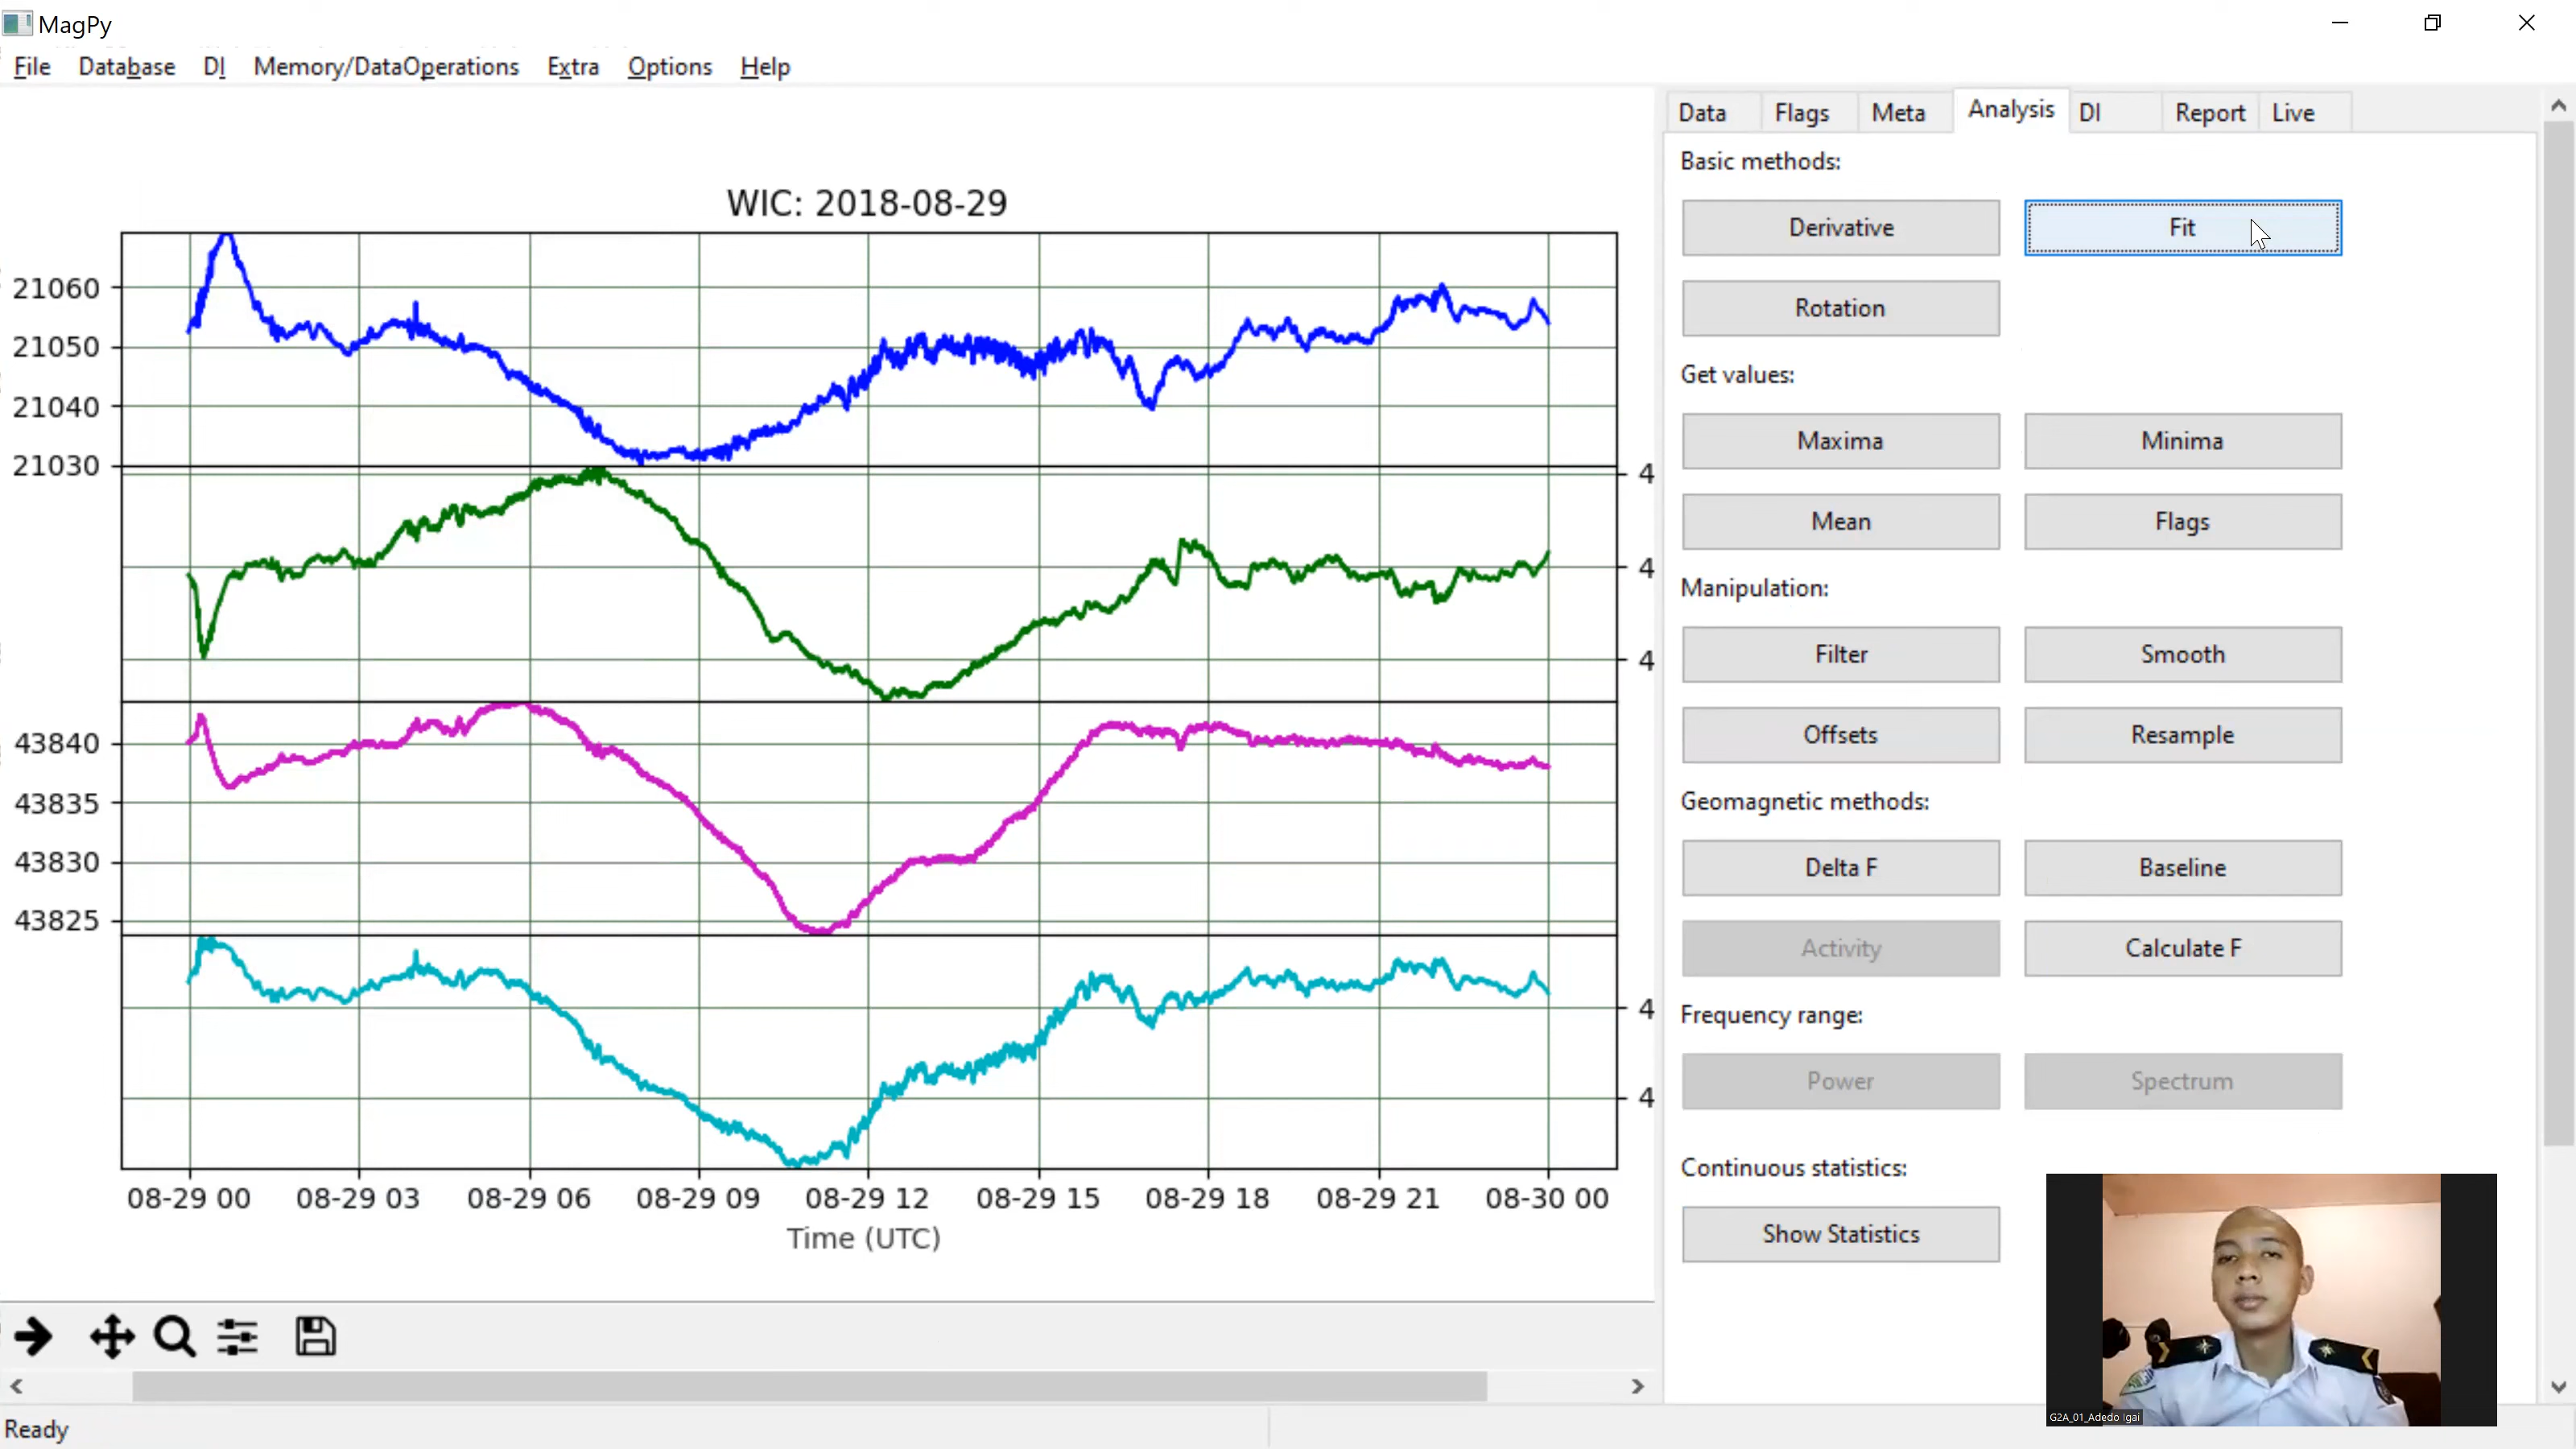 MagPy
File Database DI Memory/DataOperations Extra Options Help
Data Flags Meta Analysis DI Report Live
Basic methods:
Derivative Fit
Rotation
Get values:
Maxima Minima
Mean Flags
Manipulation:
Filter Smooth
Offsets Resample
Geomagnetic methods:
Delta F Baseline
Activity Calculate F
Frequency range:
Power Spectrum
Continuous statistics:
Show Statistics
WIC: 2018-08-29
21060
21050
21040
21030
4
4
4
43840
43835
43830
43825
4
4
08-29 00 08-29 03 08-29 06 08-29 09 08-29 12 08-29 15 08-29 18 08-29 21 08-30 00
Time (UTC)
Ready
G2A_01_Adedo Igai